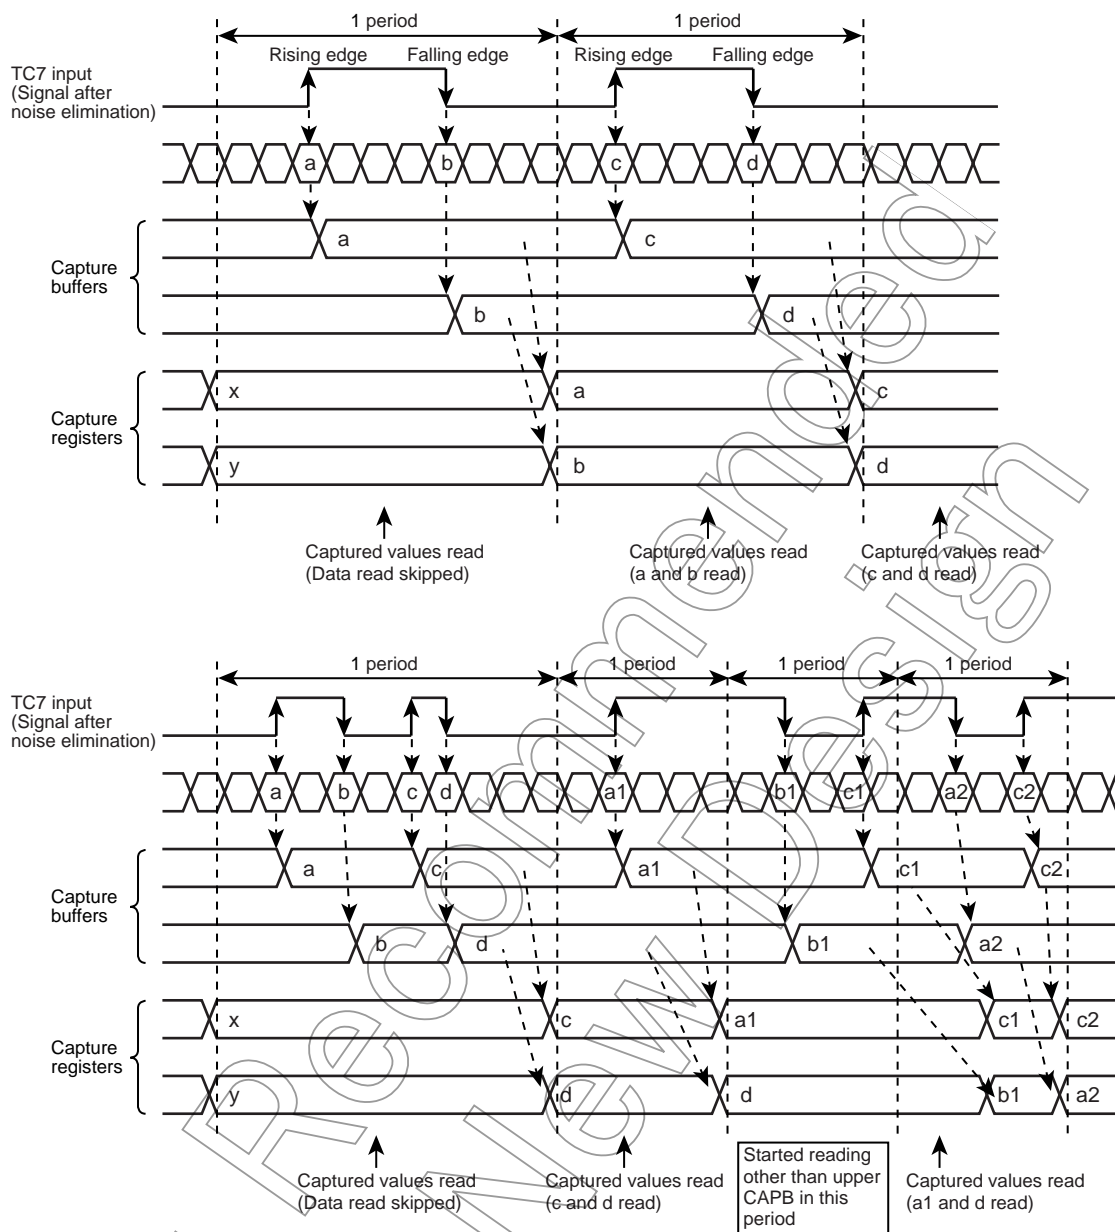 1 period 1 period
Rising edge Falling edge Rising edge Falling edge
TC7 input
(Signal after
noise elimination)
a b c d
a c
Capture
buffers
b d
x a c
Capture
registers
y b d
Captured values read
(Data read skipped)
Captured values read
(a and b read)
Captured values read
(c and d read)
1 period 1 period 1 period 1 period
TC7 input
(Signal after
noise elimination)
a b c d a1 b1 c1 a2 c2
a c a1 c1 c2
Capture
buffers
b d b1 a2
x c a1 c1 c2
Capture
registers
y d d b1 a2
Captured values read
(Data read skipped)
Captured values read
(c and d read)
Started reading
other than upper
CAPB in this
period
Captured values read
(a1 and d read)
Recommended
New Design